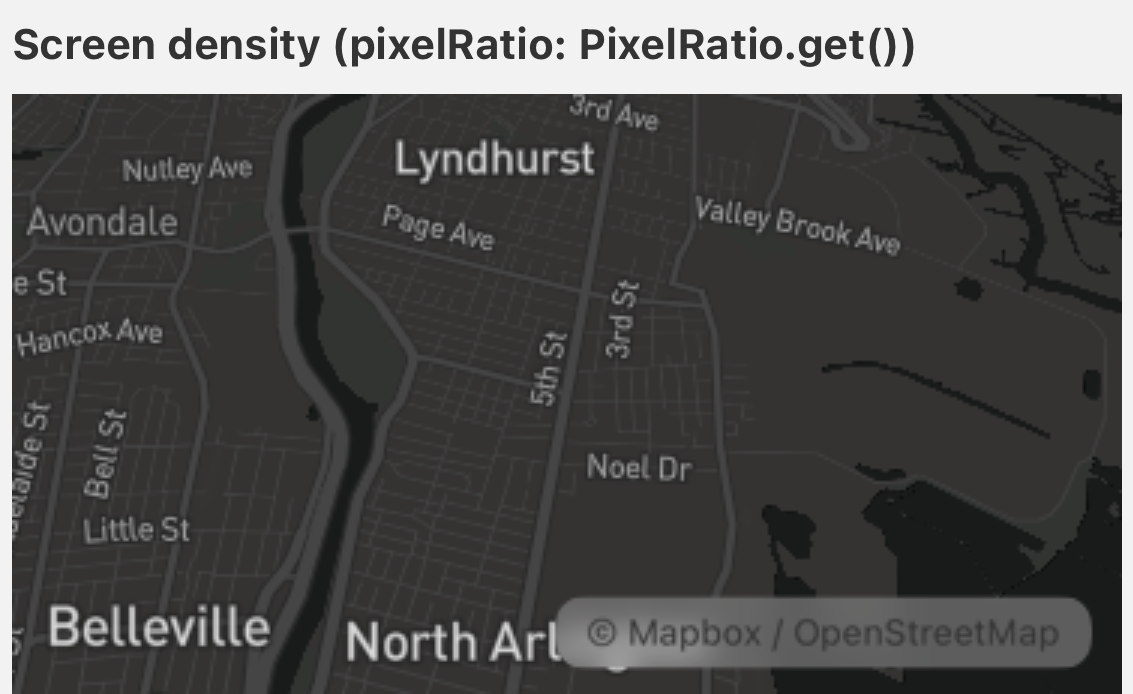 Screen density (pixelRatio: PixelRatio.get())
3rd Ave
Lyndhurst
Nutley Ave
Avondale
Page Ave
Valley Brook Ave
e St
3rd St
Hancox Ave
5th St
Bell St
Noel Dr
Little St
Belleville
North Arl
© Mapbox / OpenStreetMap